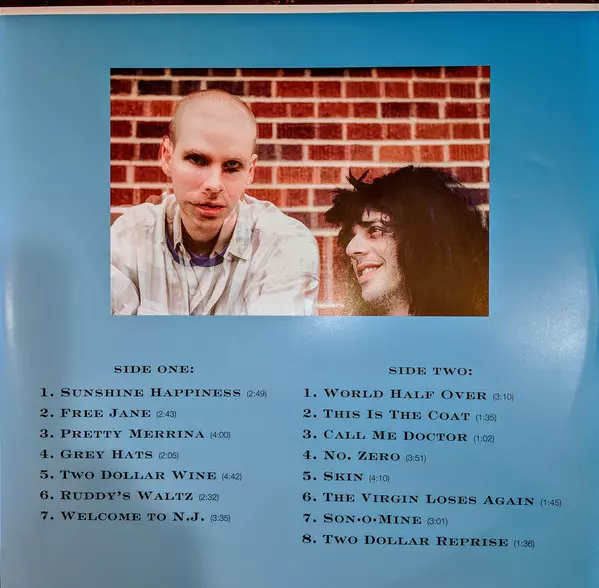 SIDE ONE:
1. SUNSHINE HAPPINESS (2:49)
2. FREE JANE (2:43)
3. PRETTY MERRINA (4:00)
4. GREY HATS (2:05)
5. TWO DOLLAR WINE (4:42)
6. RUDDY'S WALTZ (2:32)
7. WELCOME TO N.J. (3:35)
SIDE TWO:
1. WORLD HALF OVER (3:10)
2. THIS IS THE COAT (1:35)
3. CALL ME DOCTOR (1:02)
4. NO. ZERO (3:51)
5. SKIN (4:10)
6. THE VIRGIN LOSES AGAIN (1:45)
7. SON·O·MINE (3:01)
8. TWO DOLLAR REPRISE (1:36)